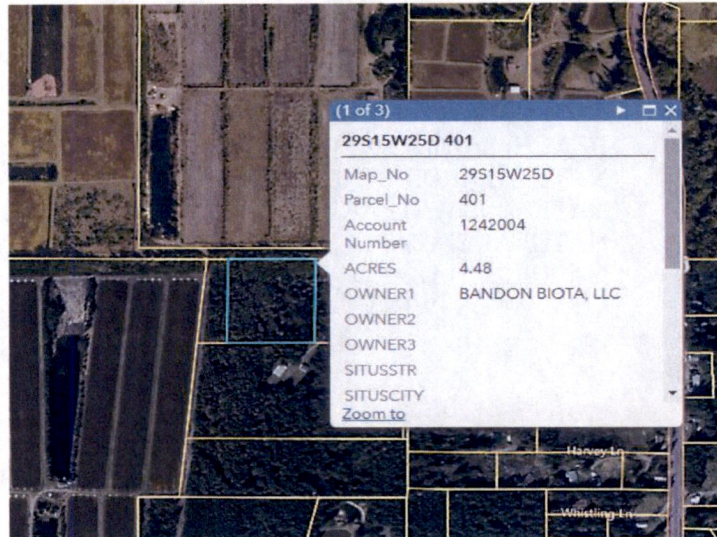 (1 of 3)
29S15W25D 401
Map_No 29S15W25D
Parcel_No 401
Account Number 1242004
ACRES 4.48
OWNER1 BANDON BIOTA, LLC
OWNER2
OWNER3
SITUSSTR
SITUSCITY
Zoom to
Harvey Ln
Whistling Ln